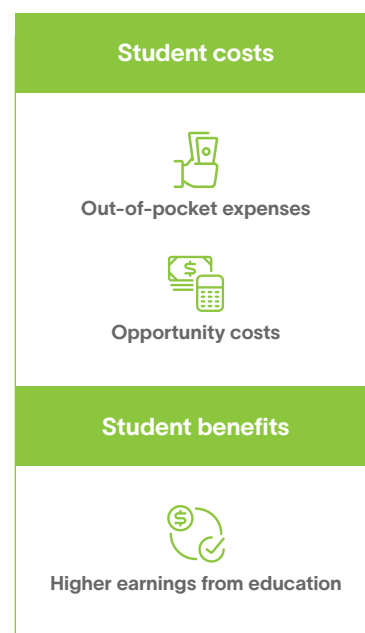 Student costs
Out-of-pocket expenses
$
Opportunity costs
Student benefits
$
Higher earnings from education